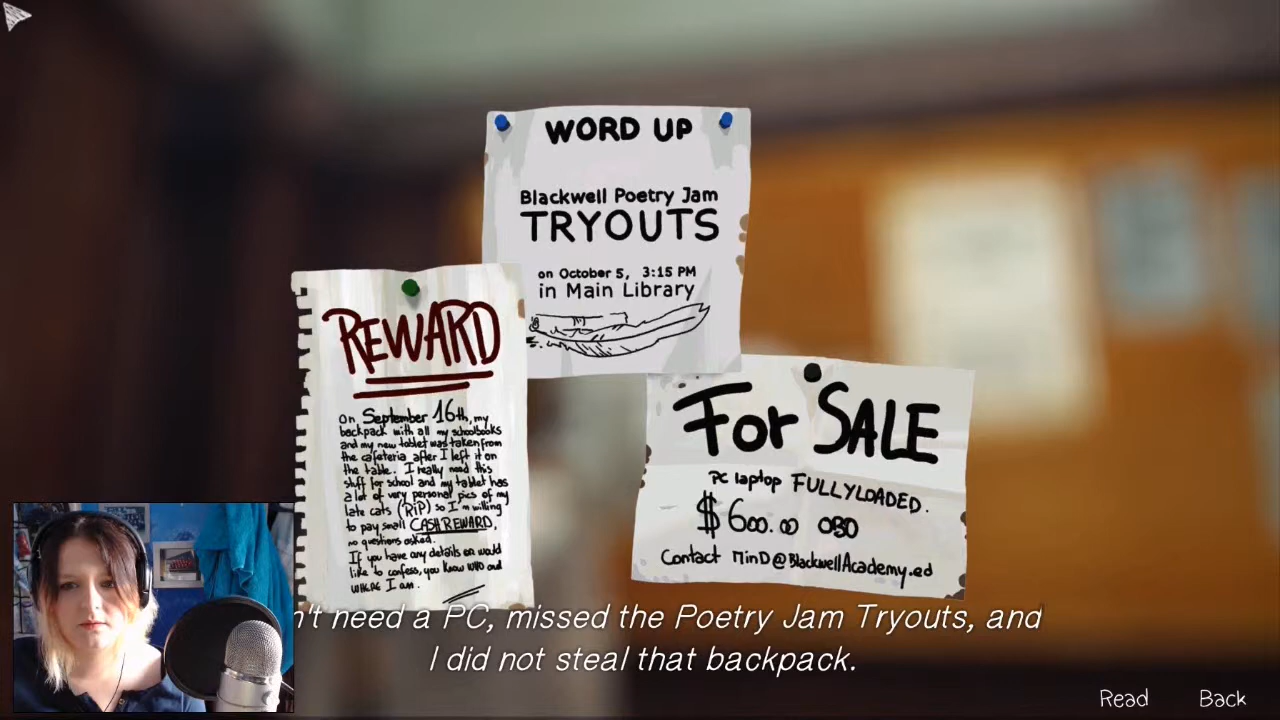 WORD UP
Blackwell Poetry Jam
TRYOUTS
on October 5, 3:15 PM
in Main Library
REWARD
on September 16th, my
backpack with all my schoolbooks
and my new tablet was taken from
the cafeteria after I left it on
the table. I really need this
stuff for school and my tablet has
a lot of very personal pics of my
late cats (RIP) so I'm willing
to pay small CASH REWARD,
no questions asked.
If you have any details or would
like to confess, you know WHO and
WHERE I am.
For SALE
PC laptop FULLYLOADED.
$600.00 OBO
Contact MinD@BlackwellAcademy.ed
n't need a PC, missed the Poetry Jam Tryouts, and
I did not steal that backpack.
Read Back